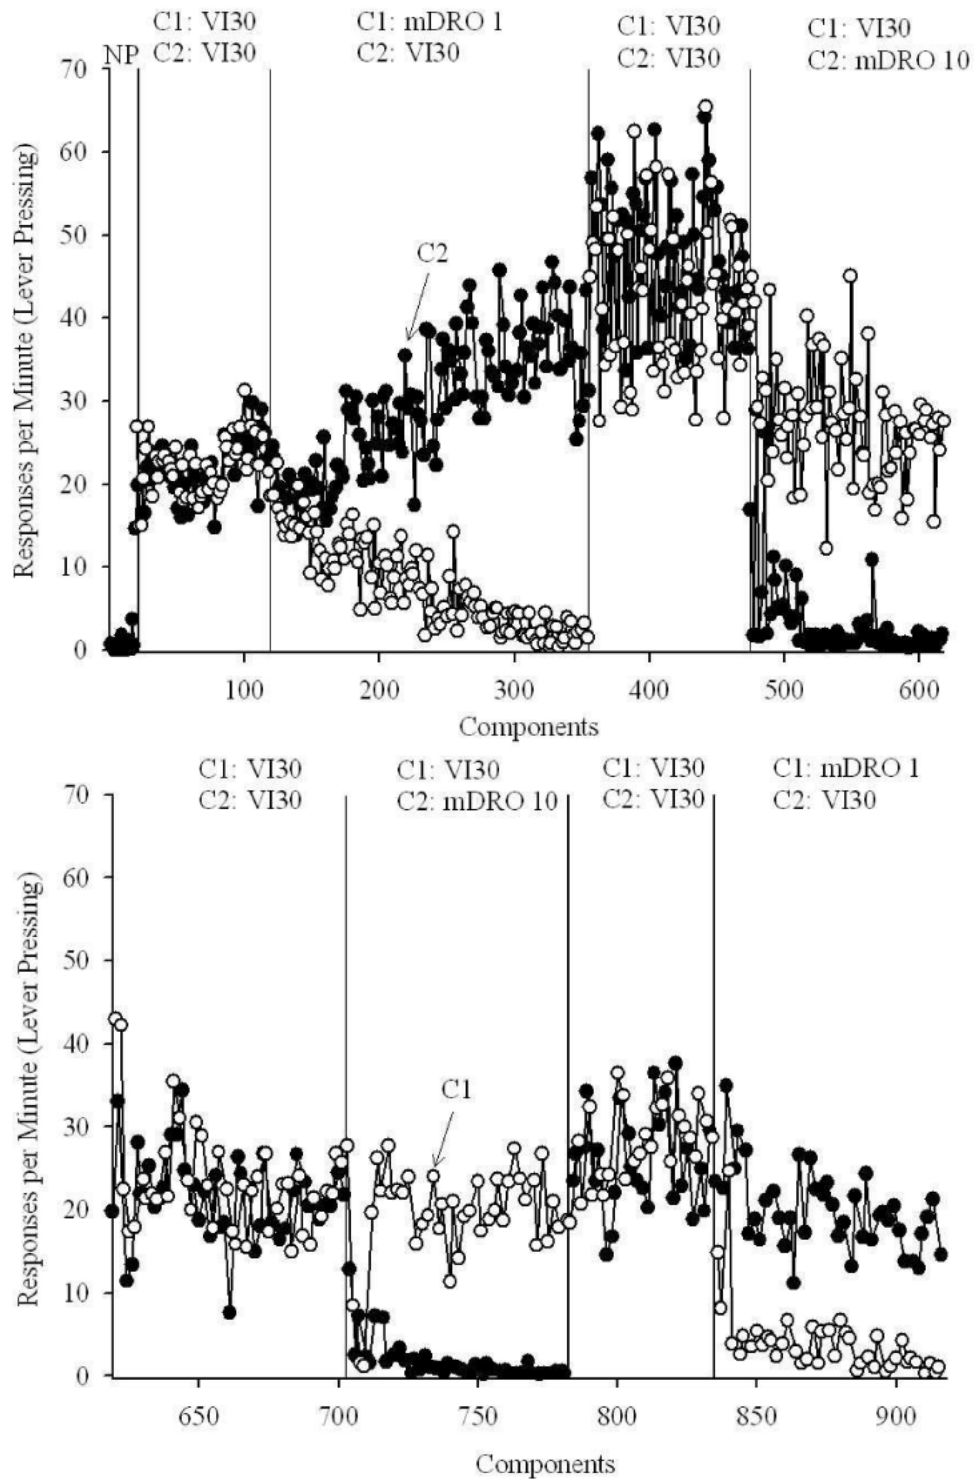 C1: VI30 C1: mDRO 1 C1: VI30 C1: VI30
NP C2: VI30 C2: VI30 C2: VI30 C2: mDRO 10
70
60
50
40
30
20
10
0
Responses per Minute (Lever Pressing)
C2
100 200 300 400 500 600
Components
C1: VI30 C1: VI30 C1: VI30 C1: mDRO 1
C2: VI30 C2: mDRO 10 C2: VI30 C2: VI30
70
60
50
40
30
20
10
0
Responses per Minute (Lever Pressing)
C1
650 700 750 800 850 900
Components